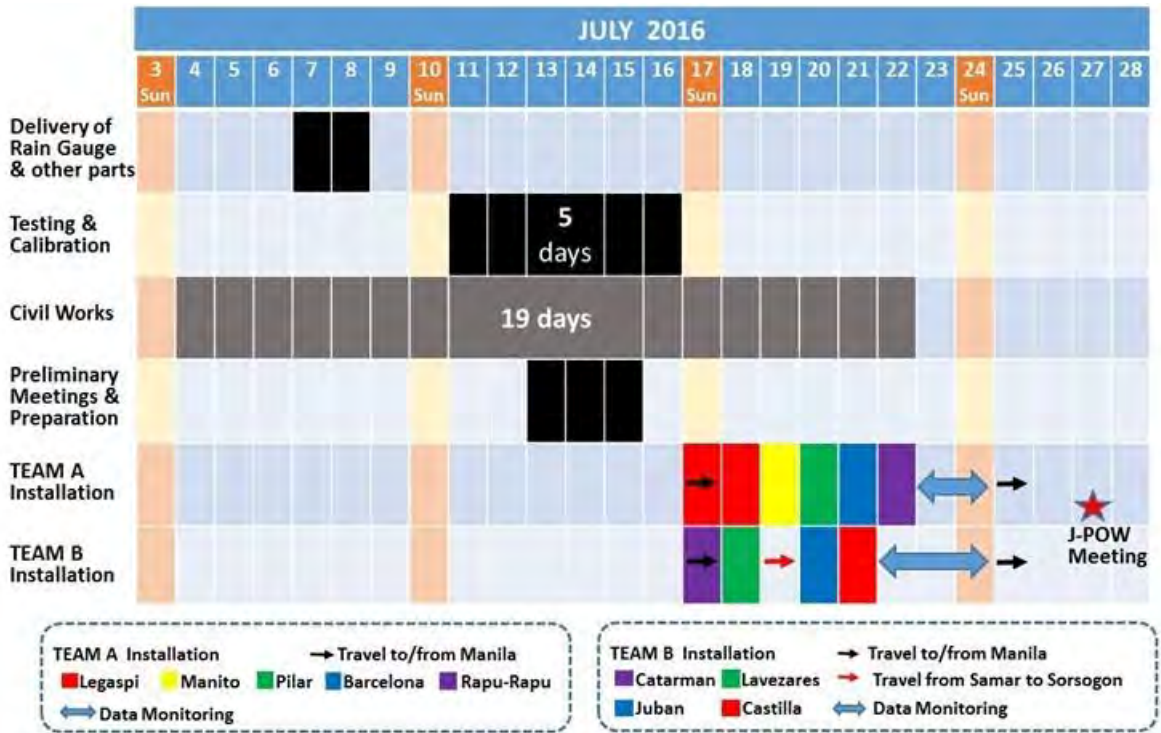 JULY 2016
3 4 5 6 7 8 9 10 11 12 13 14 15 16 17 18 19 20 21 22 23 24 25 26 27 28
Sun Sun Sun Sun
Delivery of
Rain Gauge
& other parts
Testing &
Calibration
5
days
Civil Works
19 days
Preliminary
Meetings &
Preparation
TEAM A
Installation
TEAM B
Installation
J-POW
Meeting
TEAM A Installation Travel to/from Manila
Legaspi Manito Pilar Barcelona Rapu-Rapu
Data Monitoring
TEAM B Installation Travel to/from Manila
Catarman Lavezares Travel from Samar to Sorsogon
Juban Castilla Data Monitoring